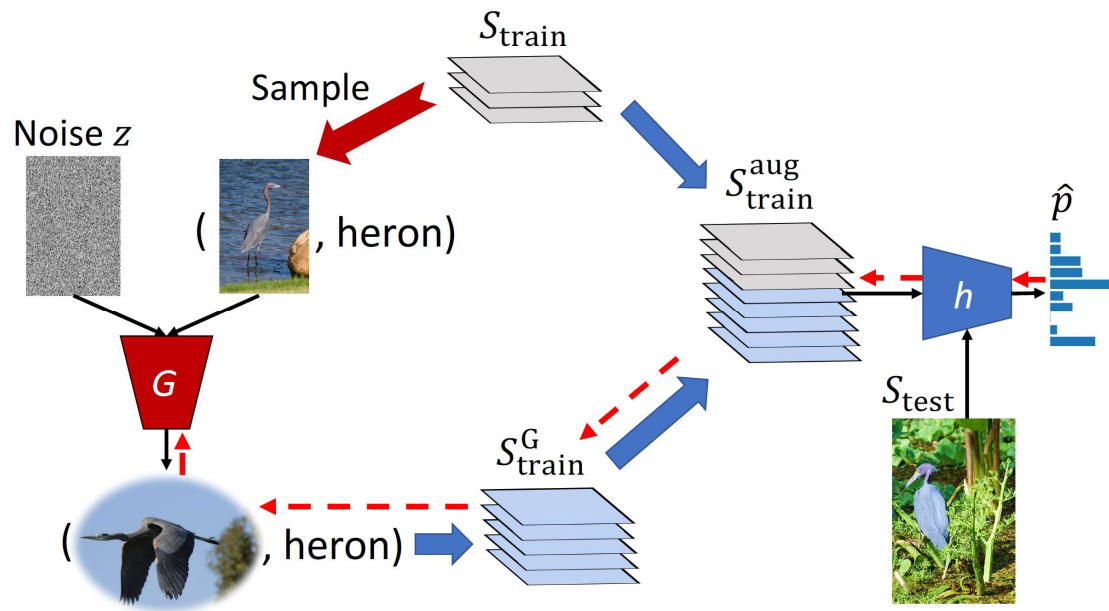 S_train
Sample
Noise z
( , heron)
S_train^aug
p̂
h
G
S_test
S_train^G
( , heron)